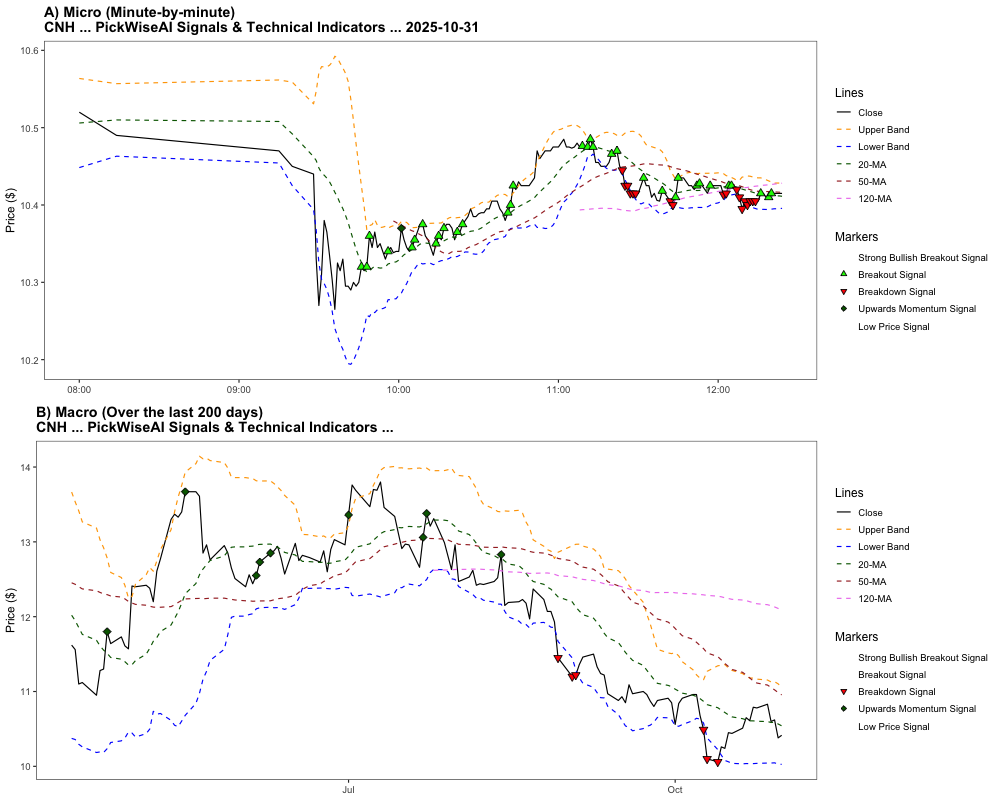 A) Micro (Minute-by-minute)
CNH ... PickWiseAI Signals & Technical Indicators ... 2025-10-31
10.6
10.5
10.4
10.3
10.2
Price ($)
08:00
09:00
10:00
11:00
12:00
Lines
Close
Upper Band
Lower Band
20-MA
50-MA
120-MA
Markers
Strong Bullish Breakout Signal
Breakout Signal
Breakdown Signal
Upwards Momentum Signal
Low Price Signal
B) Macro (Over the last 200 days)
CNH ... PickWiseAI Signals & Technical Indicators ...
14
13
12
11
10
Price ($)
Jul
Oct
Lines
Close
Upper Band
Lower Band
20-MA
50-MA
120-MA
Markers
Strong Bullish Breakout Signal
Breakout Signal
Breakdown Signal
Upwards Momentum Signal
Low Price Signal